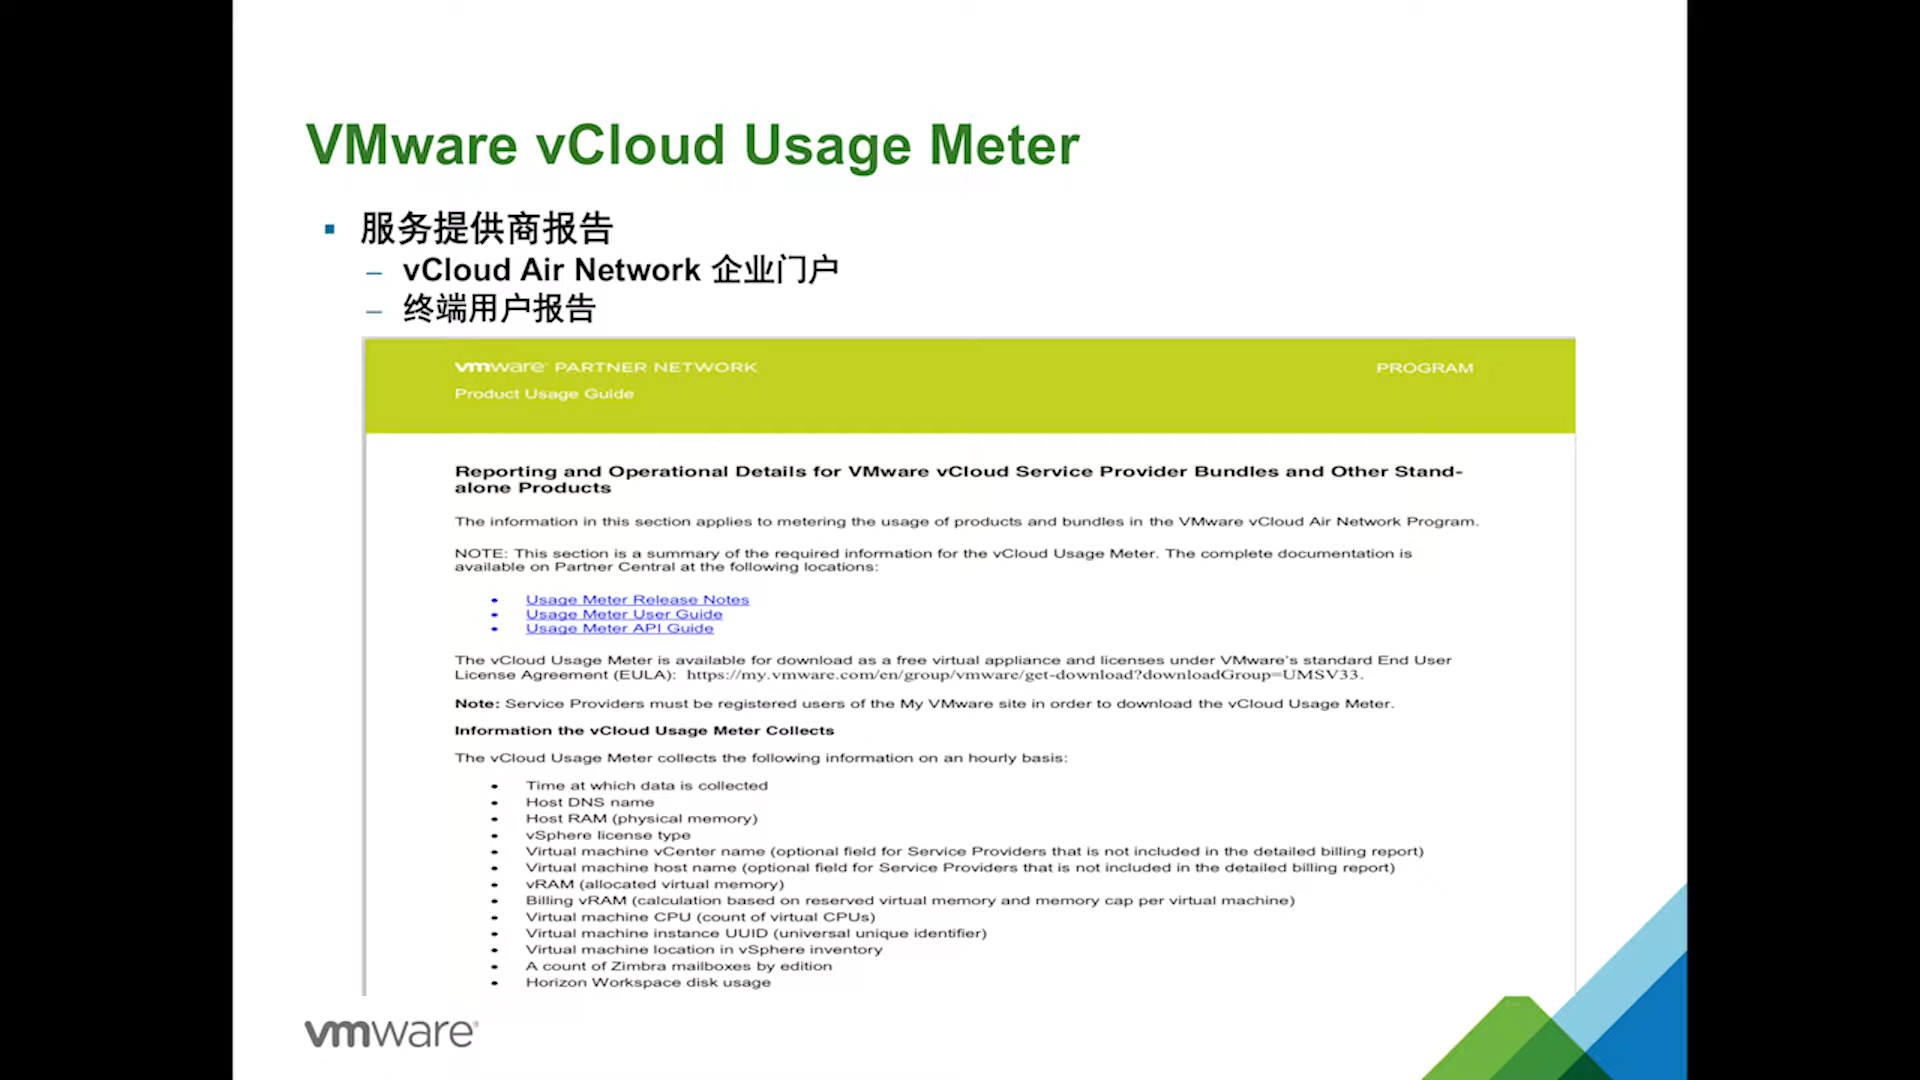 VMware vCloud Usage Meter
▪ 服务提供商报告
– vCloud Air Network 企业门户
– 终端用户报告
vmware® PARTNER NETWORK
PROGRAM
Product Usage Guide
Reporting and Operational Details for VMware vCloud Service Provider Bundles and Other Stand-
alone Products
The information in this section applies to metering the usage of products and bundles in the VMware vCloud Air Network Program.
NOTE: This section is a summary of the required information for the vCloud Usage Meter. The complete documentation is
available on Partner Central at the following locations:
• Usage Meter Release Notes
• Usage Meter User Guide
• Usage Meter API Guide
The vCloud Usage Meter is available for download as a free virtual appliance and licenses under VMware's standard End User
License Agreement (EULA): https://my.vmware.com/en/group/vmware/get-download?downloadGroup=UMSV33.
Note: Service Providers must be registered users of the My VMware site in order to download the vCloud Usage Meter.
Information the vCloud Usage Meter Collects
The vCloud Usage Meter collects the following information on an hourly basis:
• Time at which data is collected
• Host DNS name
• Host RAM (physical memory)
• vSphere license type
• Virtual machine vCenter name (optional field for Service Providers that is not included in the detailed billing report)
• Virtual machine host name (optional field for Service Providers that is not included in the detailed billing report)
• vRAM (allocated virtual memory)
• Billing vRAM (calculation based on reserved virtual memory and memory cap per virtual machine)
• Virtual machine CPU (count of virtual CPUs)
• Virtual machine instance UUID (universal unique identifier)
• Virtual machine location in vSphere inventory
• A count of Zimbra mailboxes by edition
• Horizon Workspace disk usage
vmware®